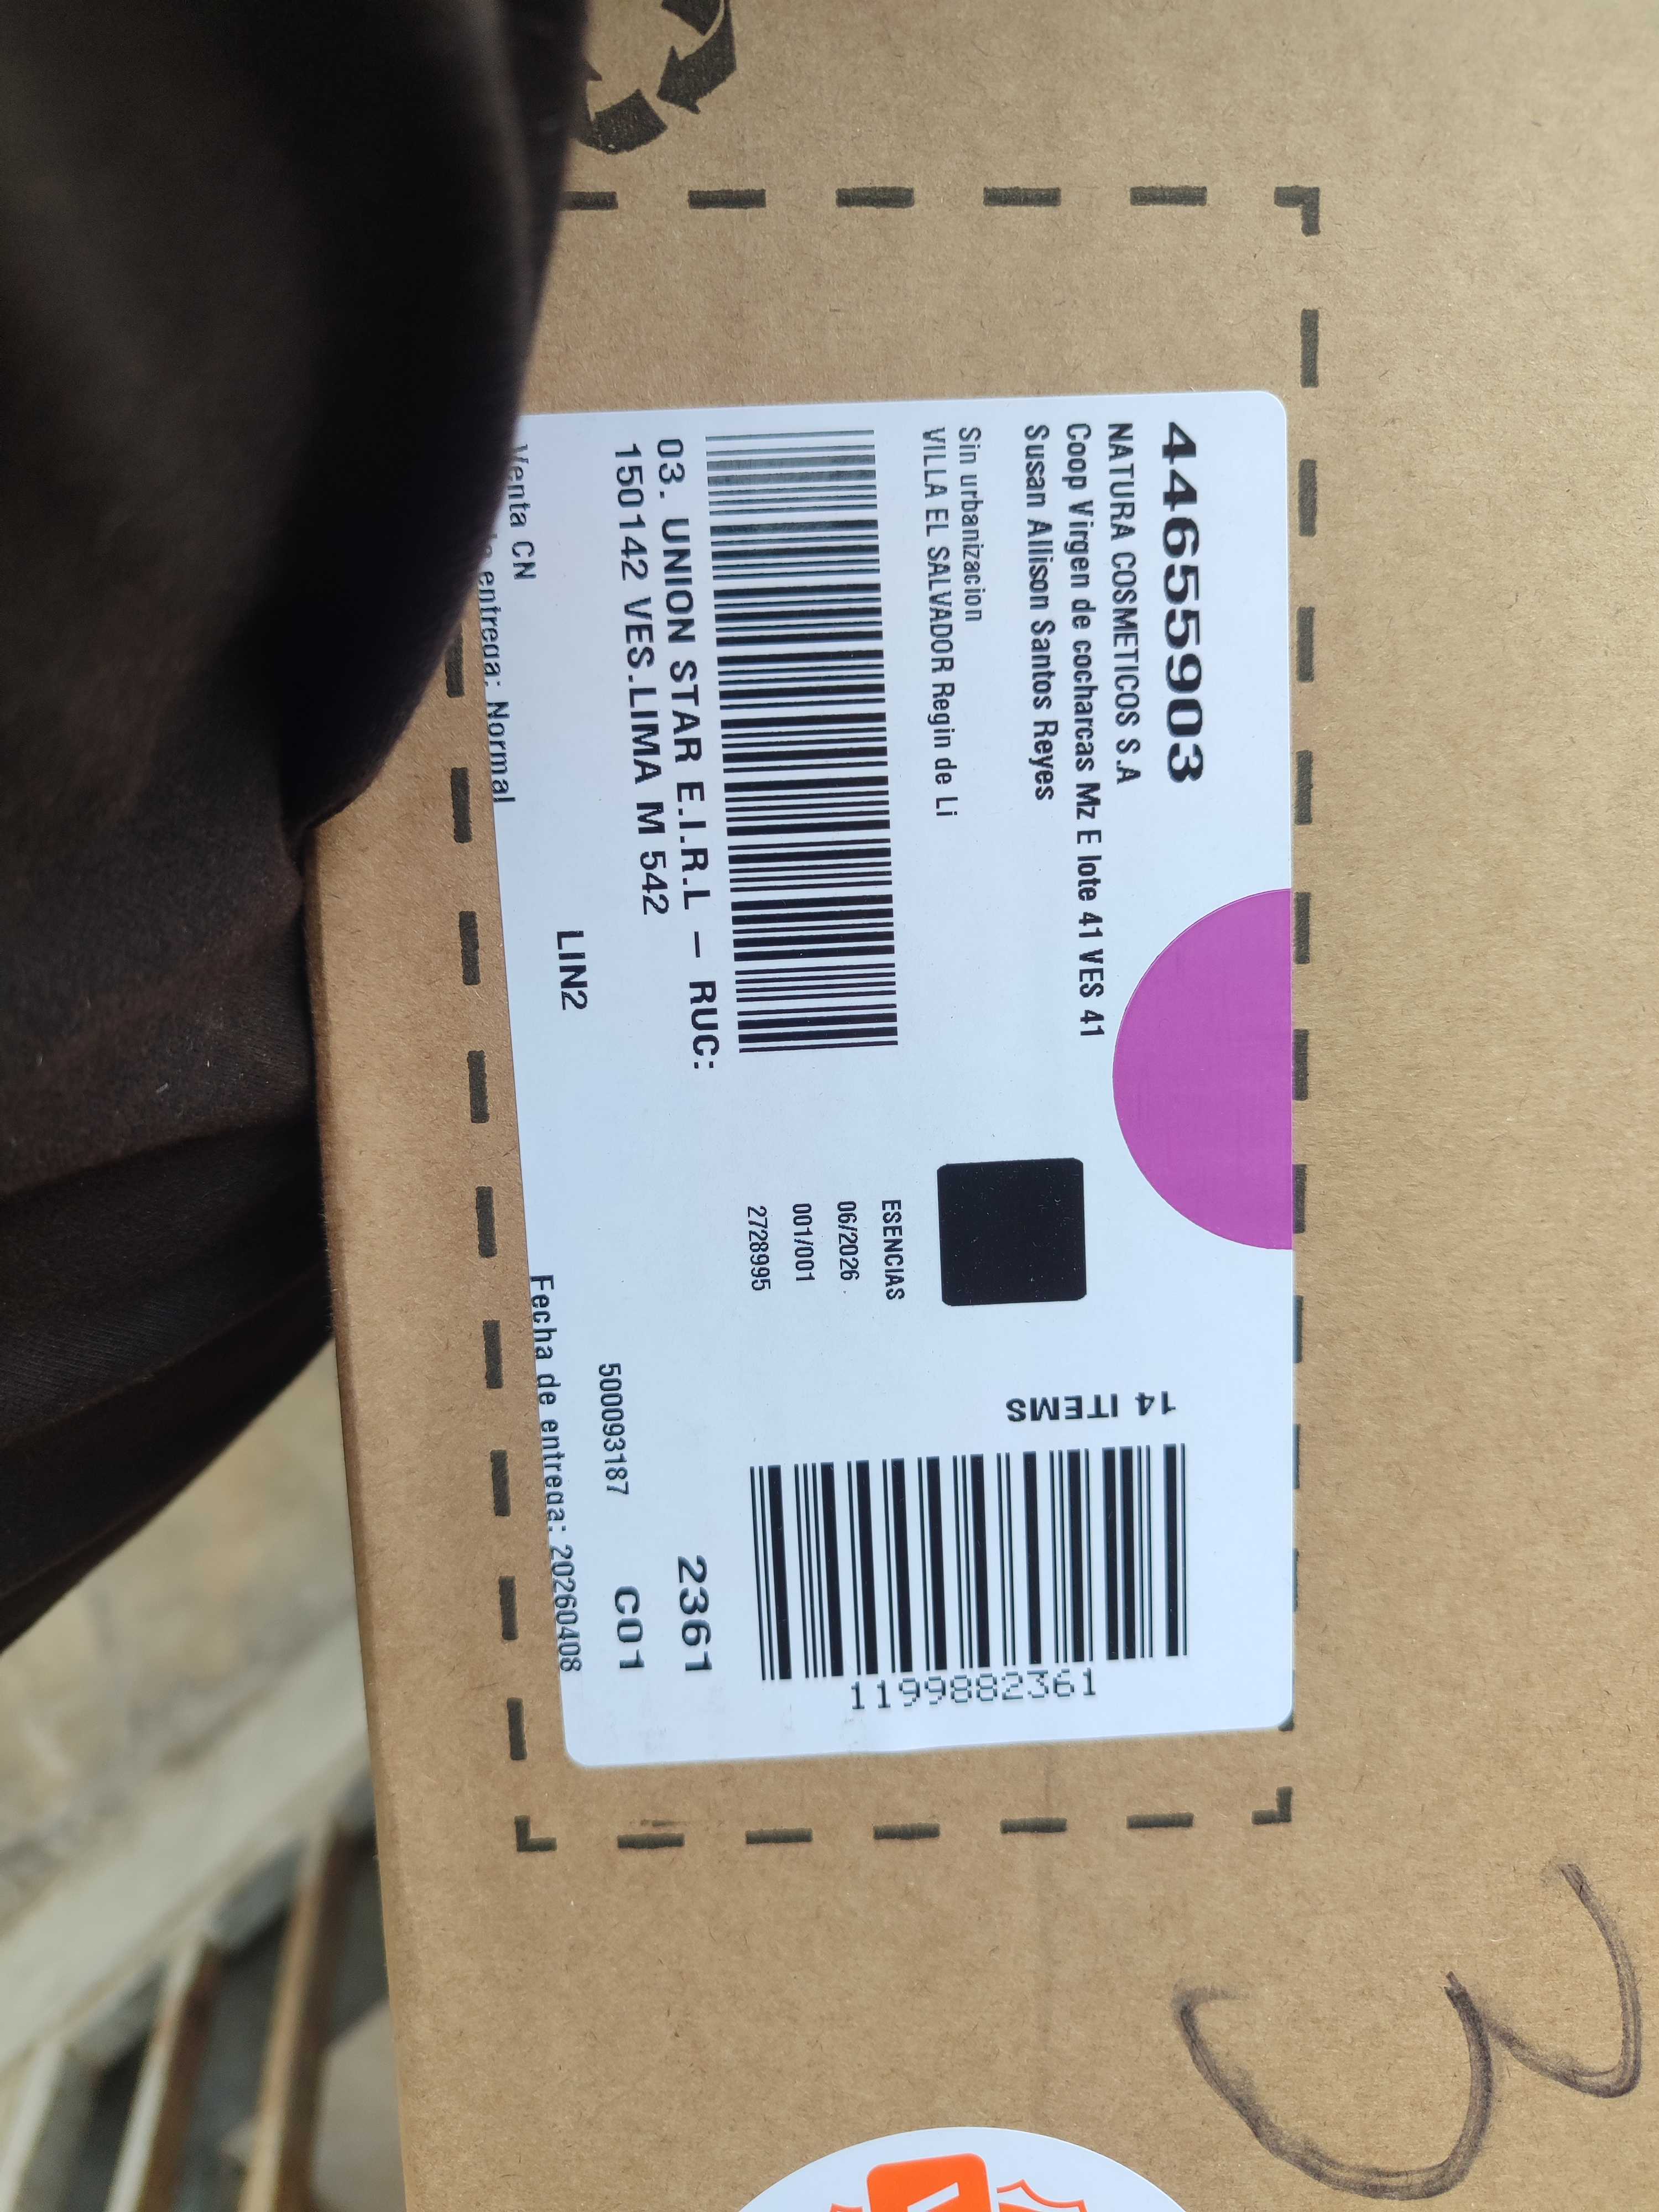 44655903
NATURA COSMETICOS S.A
Coop Virgen de cocharcas Mz E lote 41 VES 41
Susan Allison Santos Reyes
Sin urbanizacion
VILLA EL SALVADOR Regin de Li
14 ITEMS
1199882361
ESENCIAS
06/2026
001/001
2728995
03. UNION STAR E.I.R.L - RUC:
2361
150142 VES.LIMA M 542
500093187
C01
LIN2
Venta CN
entrega: Normal
Fecha de entrega: 20260408
3